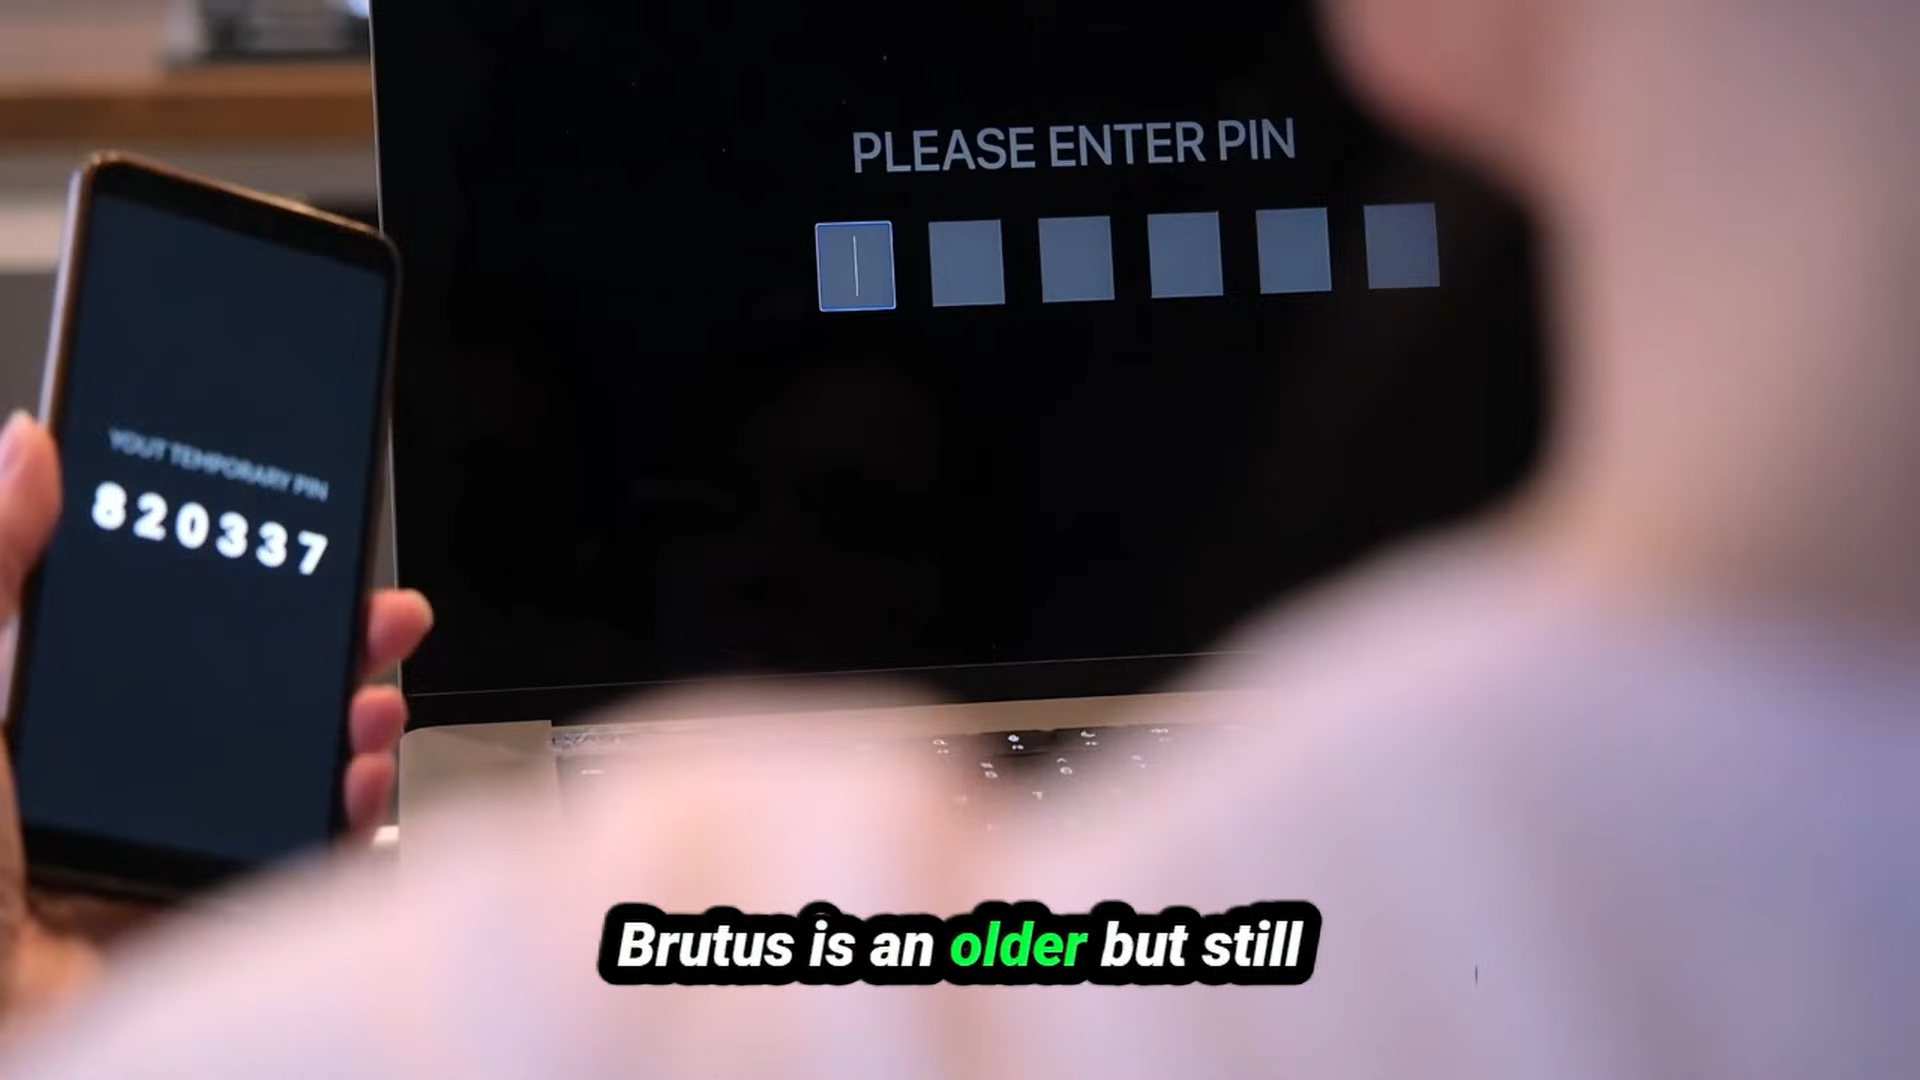 PLEASE ENTER PIN
YOUT TEMPORARY PIN
820337
Brutus is an older but still